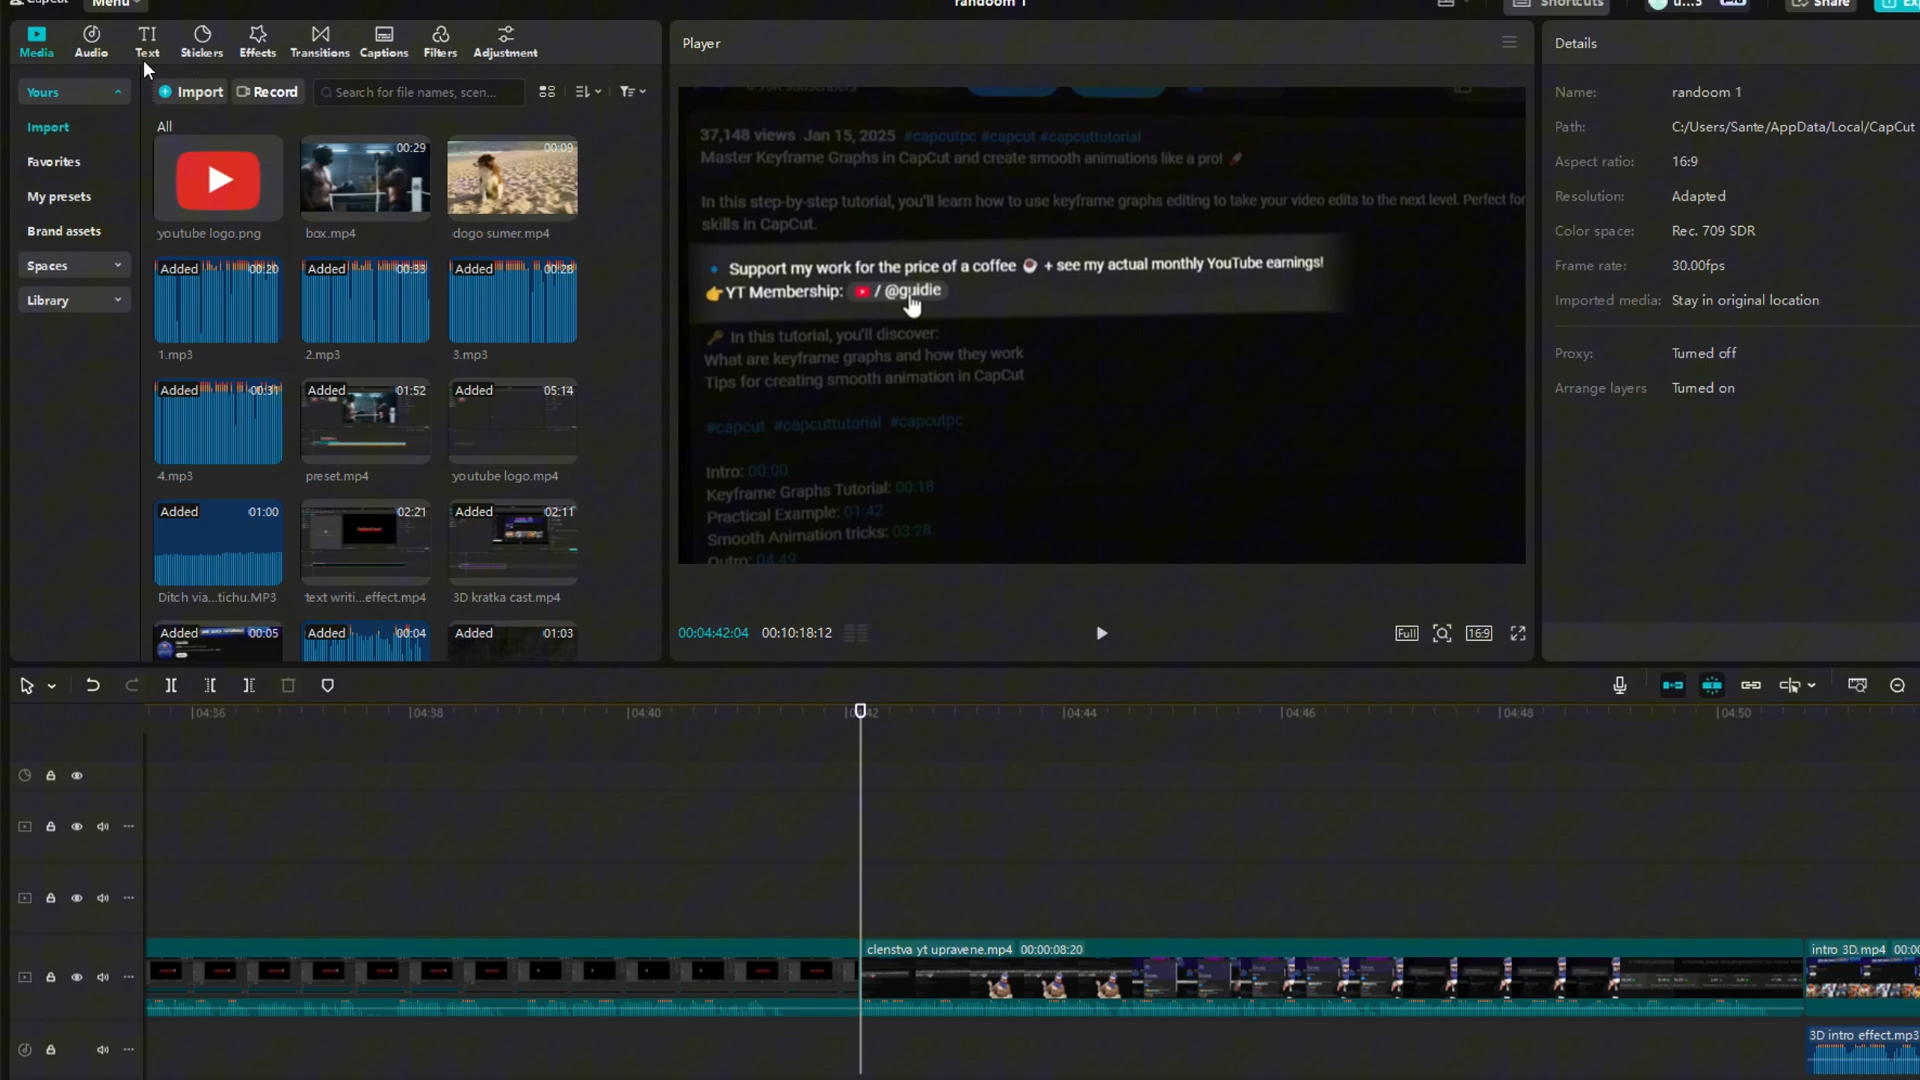 CapCut
Menu
randoom 1
Shortcuts
u...3
Share
Media
Audio
Text
Stickers
Effects
Transitions
Captions
Filters
Adjustment
Yours
Import
Favorites
My presets
Brand assets
Spaces
Library
Import
Record
Search for file names, scen...
All
youtube logo.png
00:29
box.mp4
00:09
dogo sumer.mp4
Added 00:20
1.mp3
Added 00:33
2.mp3
Added 00:28
3.mp3
Added 00:31
4.mp3
Added 01:52
preset.mp4
Added 05:14
youtube logo.mp4
Added 01:00
Ditch via...tichu.MP3
Added 02:21
text writi...effect.mp4
Added 02:11
3D kratka cast.mp4
Added 00:05
Added 00:04
Added 01:03
Player
37,148 views Jan 15, 2025 #capcutpc #capcut #capcuttutorial
Master Keyframe Graphs in CapCut and create smooth animations like a pro! 🚀
In this step-by-step tutorial, you'll learn how to use keyframe graphs editing to take your video edits to the next level. Perfect for
skills in CapCut.
🔹 Support my work for the price of a coffee ☕ + see my actual monthly YouTube earnings!
👉YT Membership: / @guidie
🔑 In this tutorial, you'll discover:
What are keyframe graphs and how they work
Tips for creating smooth animation in CapCut
#capcut #capcuttutorial #capcutpc
Intro: 00:00
Keyframe Graphs Tutorial: 00:18
Practical Example: 01:42
Smooth Animation tricks: 03:28
Outro: 04:49
00:04:42:04 00:10:18:12
Full
16:9
Details
Name: randoom 1
Path: C:/Users/Sante/AppData/Local/CapCut
Aspect ratio: 16:9
Resolution: Adapted
Color space: Rec. 709 SDR
Frame rate: 30.00fps
Imported media: Stay in original location
Proxy: Turned off
Arrange layers Turned on
04:36
04:38
04:40
04:44
04:46
04:48
04:50
clenstva yt upravene.mp4 00:00:08:20
intro 3D.mp4
3D intro effect.mp3